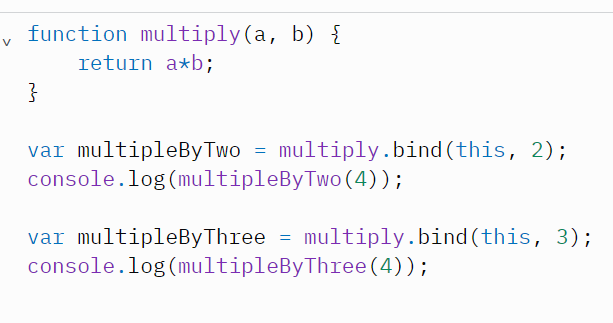 function multiply(a, b) {
    return a*b;
}

var multipleByTwo = multiply.bind(this, 2);
console.log(multipleByTwo(4));

var multipleByThree = multiply.bind(this, 3);
console.log(multipleByThree(4));